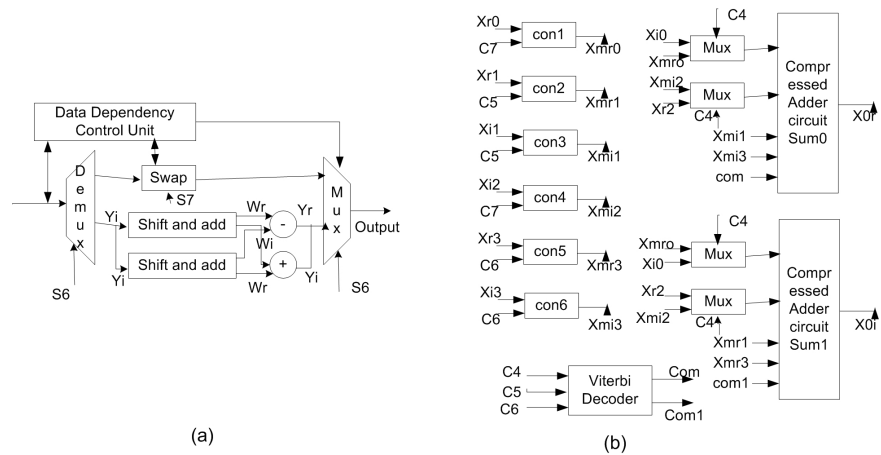 Data Dependency
Control Unit
Demux
Swap
S7
Yi
Shift and add
Wr
Yr
-
Wi
Mux
Output
Yi
Shift and add
Wr
+
Yi
S6
S6
(a)
Xr0
C7
con1
Xmr0
Xr1
C5
con2
Xmr1
Xi1
C5
con3
Xmi1
Xi2
C7
con4
Xmi2
Xr3
C6
con5
Xmr3
Xi3
C6
con6
Xmi3
C4
C5
C6
Viterbi
Decoder
Com
Com1
C4
Xi0
Xmro
Mux
Xmi2
Xr2
Mux
C4
Xmi1
Xmi3
com
Compr
essed
Adder
circuit
Sum0
X0r
C4
Xmro
Xi0
Mux
Xr2
Xmi2
Mux
C4
Xmr1
Xmr3
com1
Compr
essed
Adder
circuit
Sum1
X0i
(b)